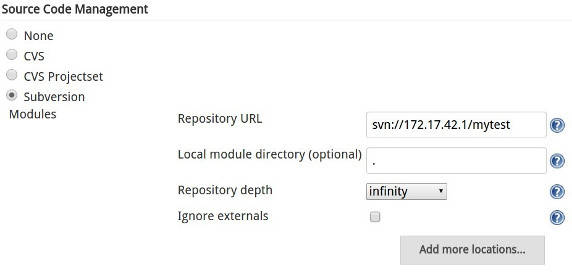 Source Code Management
None
CVS
CVS Projectset
Subversion
Modules
Repository URL
svn://172.17.42.1/mytest
Local module directory (optional)
.
Repository depth
infinity
Ignore externals
Add more locations...